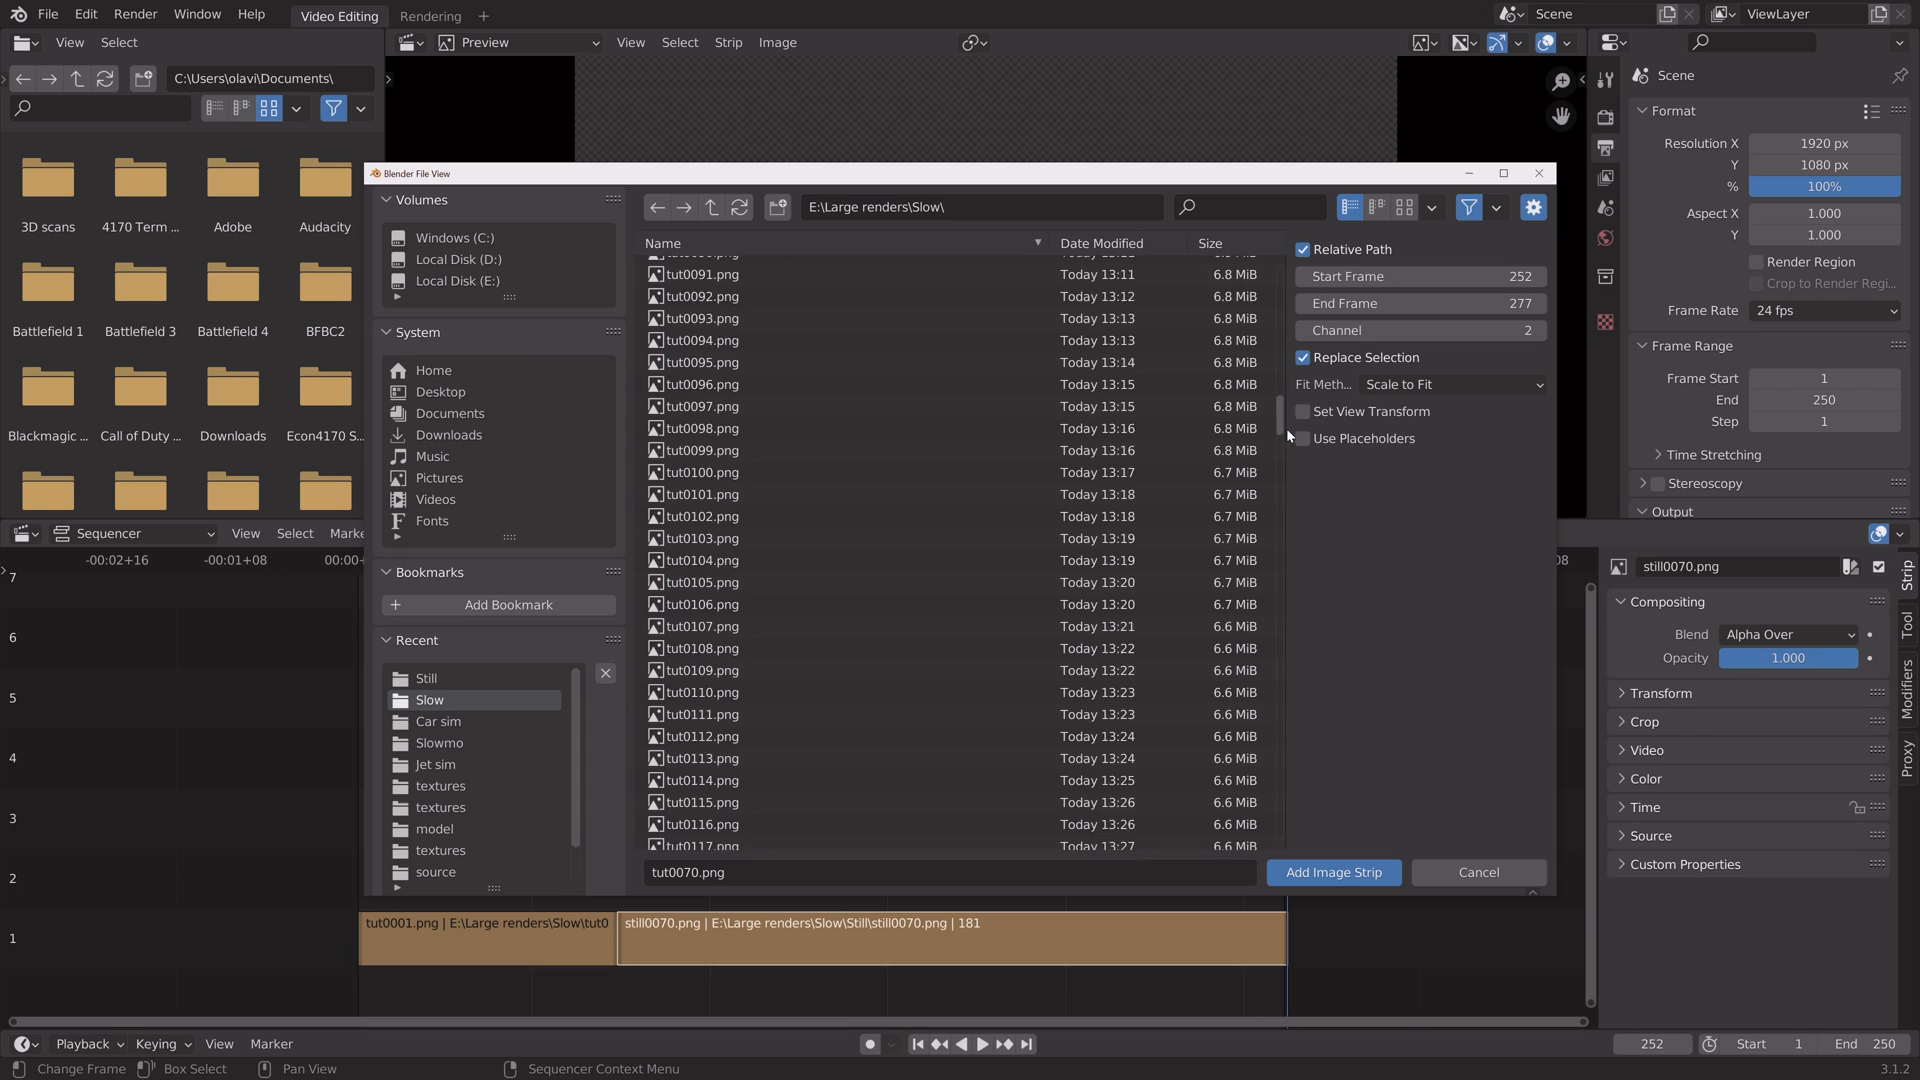 File Edit Render Window Help Video Editing Rendering + Scene ViewLayer
View Select Preview View Select Strip Image
C:\Users\olavi\Documents\ Scene
Format
Resolution X 1920 px
Y 1080 px
% 100%
Aspect X 1.000
Y 1.000
Render Region
Crop to Render Regi...
Frame Rate 24 fps
Frame Range
Frame Start 1
End 250
Step 1
Time Stretching
Stereoscopy
Output
3D scans 4170 Term ... Adobe Audacity
Battlefield 1 Battlefield 3 Battlefield 4 BFBC2
Blackmagic ... Call of Duty ... Downloads Econ4170 S...
Blender File View
Volumes
Windows (C:)
Local Disk (D:)
Local Disk (E:)
System
Home
Desktop
Documents
Downloads
Music
Pictures
Videos
Fonts
Bookmarks
Add Bookmark
Recent
Still
Slow
Car sim
Slowmo
Jet sim
textures
textures
model
textures
source
E:\Large renders\Slow\
Name Date Modified Size
tut0091.png Today 13:11 6.8 MiB
tut0092.png Today 13:12 6.8 MiB
tut0093.png Today 13:13 6.8 MiB
tut0094.png Today 13:13 6.8 MiB
tut0095.png Today 13:14 6.8 MiB
tut0096.png Today 13:15 6.8 MiB
tut0097.png Today 13:15 6.8 MiB
tut0098.png Today 13:16 6.8 MiB
tut0099.png Today 13:16 6.8 MiB
tut0100.png Today 13:17 6.7 MiB
tut0101.png Today 13:18 6.7 MiB
tut0102.png Today 13:18 6.7 MiB
tut0103.png Today 13:19 6.7 MiB
tut0104.png Today 13:19 6.7 MiB
tut0105.png Today 13:20 6.7 MiB
tut0106.png Today 13:20 6.7 MiB
tut0107.png Today 13:21 6.6 MiB
tut0108.png Today 13:22 6.6 MiB
tut0109.png Today 13:22 6.6 MiB
tut0110.png Today 13:23 6.6 MiB
tut0111.png Today 13:23 6.6 MiB
tut0112.png Today 13:24 6.6 MiB
tut0113.png Today 13:24 6.6 MiB
tut0114.png Today 13:25 6.6 MiB
tut0115.png Today 13:26 6.6 MiB
tut0116.png Today 13:26 6.6 MiB
tut0117.png Today 13:27 6.6 MiB
tut0070.png Add Image Strip Cancel
Relative Path
Start Frame 252
End Frame 277
Channel 2
Replace Selection
Fit Meth... Scale to Fit
Set View Transform
Use Placeholders
Sequencer View Select Marke
-00:02+16 -00:01+08 00:00+ 08
7
6
5
4
3
2
1
tut0001.png | E:\Large renders\Slow\tut0 still0070.png | E:\Large renders\Slow\Still\still0070.png | 181
still0070.png
Compositing
Blend Alpha Over
Opacity 1.000
Transform
Crop
Video
Color
Time
Source
Custom Properties
Strip
Tool
Modifiers
Proxy
Playback Keying View Marker 252 Start 1 End 250
Change Frame Box Select Pan View Sequencer Context Menu 3.1.2